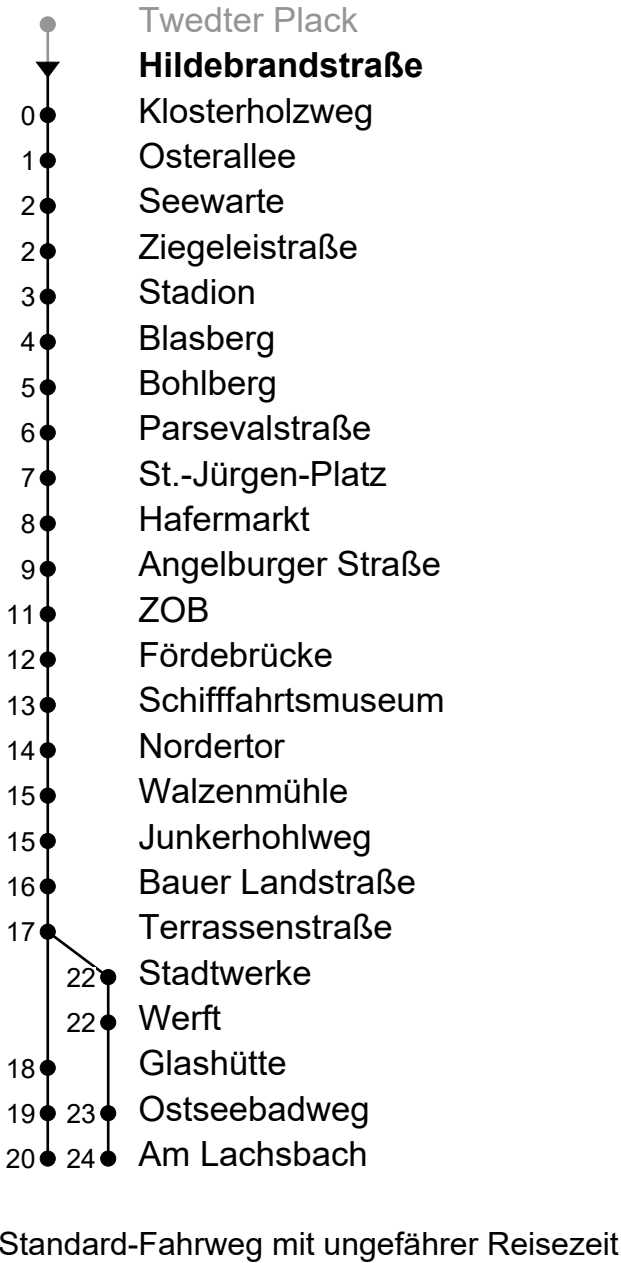 Twedter Plack
Hildebrandstraße
0 Klosterholzweg
1 Osterallee
2 Seewarte
2 Ziegeleistraße
3 Stadion
4 Blasberg
5 Bohlberg
6 Parsevalstraße
7 St.-Jürgen-Platz
8 Hafermarkt
9 Angelburger Straße
11 ZOB
12 Fördebrücke
13 Schifffahrtsmuseum
14 Nordertor
15 Walzenmühle
15 Junkerhohlweg
16 Bauer Landstraße
17 Terrassenstraße
22 Stadtwerke
22 Werft
18 Glashütte
19 23 Ostseebadweg
20 24 Am Lachsbach
Standard-Fahrweg mit ungefährer Reisezeit